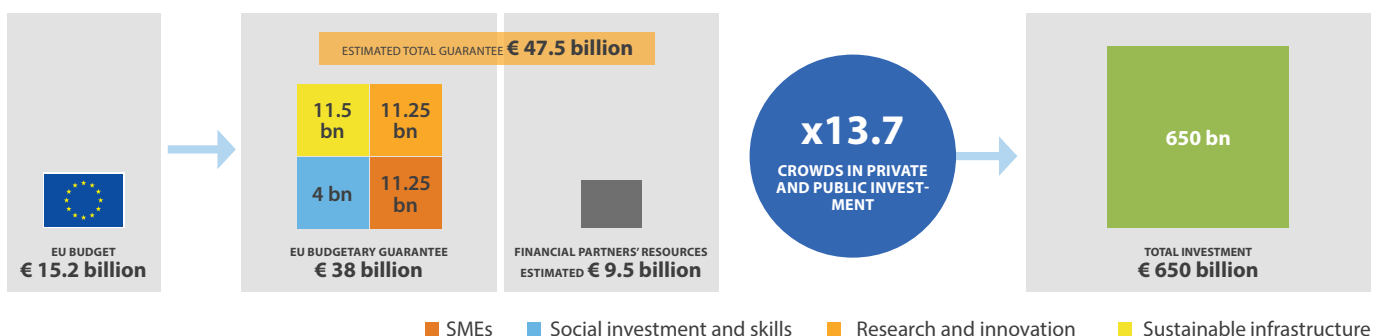 ESTIMATED TOTAL GUARANTEE € 47.5 billion
11.5
bn
11.25
bn
4 bn
11.25
bn
EU BUDGET
€ 15.2 billion
EU BUDGETARY GUARANTEE
€ 38 billion
FINANCIAL PARTNERS' RESOURCES
ESTIMATED € 9.5 billion
x13.7
CROWDS IN PRIVATE
AND PUBLIC INVEST-
MENT
650 bn
TOTAL INVESTMENT
€ 650 billion
SMEs
Social investment and skills
Research and innovation
Sustainable infrastructure